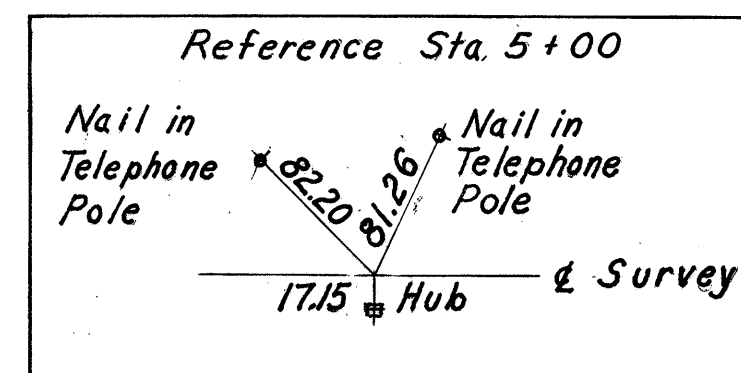 Reference Sta. 5 + 00
Nail in
Telephone
Pole
82.20
81.26
Nail in
Telephone
Pole
℄ Survey
17.15
Hub